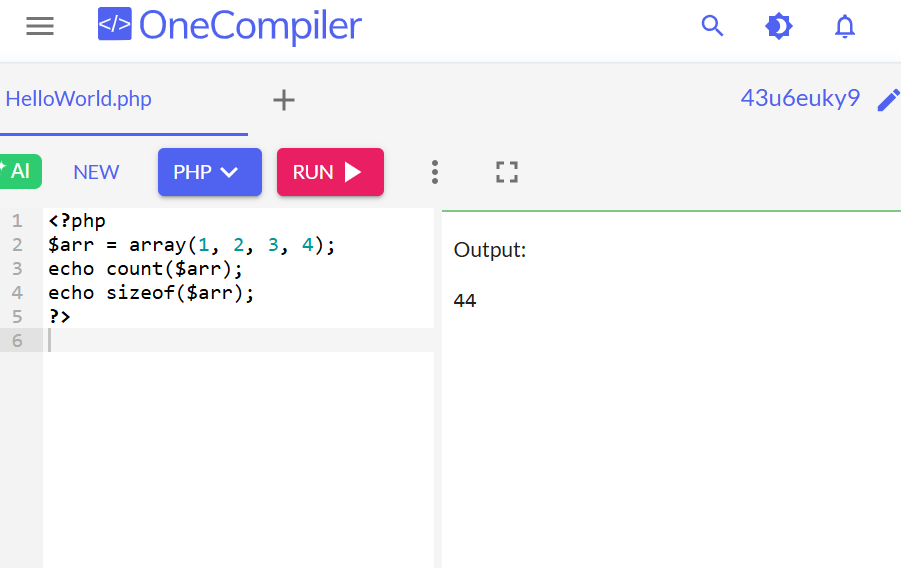 </> OneCompiler
HelloWorld.php
43u6euky9
AI NEW PHP RUN
1 <?php
2 $arr = array(1, 2, 3, 4);
3 echo count($arr);
4 echo sizeof($arr);
5 ?>
6
Output:
44